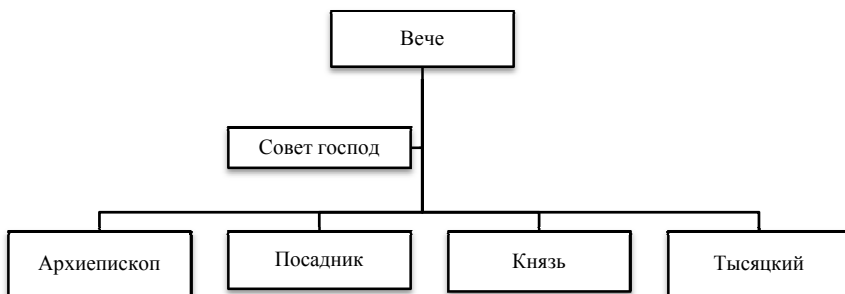 Вече
Совет господ
Архиепископ
Посадник
Князь
Тысяцкий